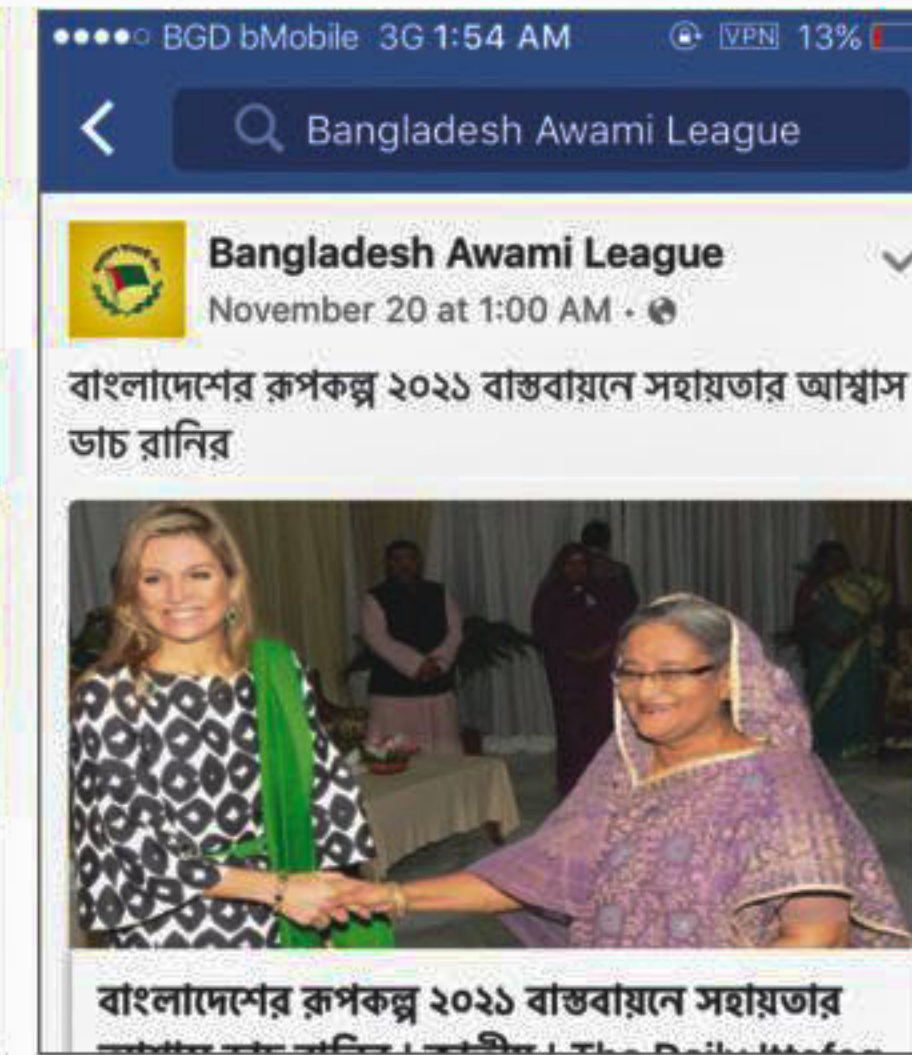 BGD bMobile 3G 1:54 AM VPN 13%
Bangladesh Awami League
Bangladesh Awami League
November 20 at 1:00 AM
বাংলাদেশের রূপকল্প ২০২১ বাস্তবায়নে সহায়তার আশ্বাস
ডাচ রানির
বাংলাদেশের রূপকল্প ২০২১ বাস্তবায়নে সহায়তার